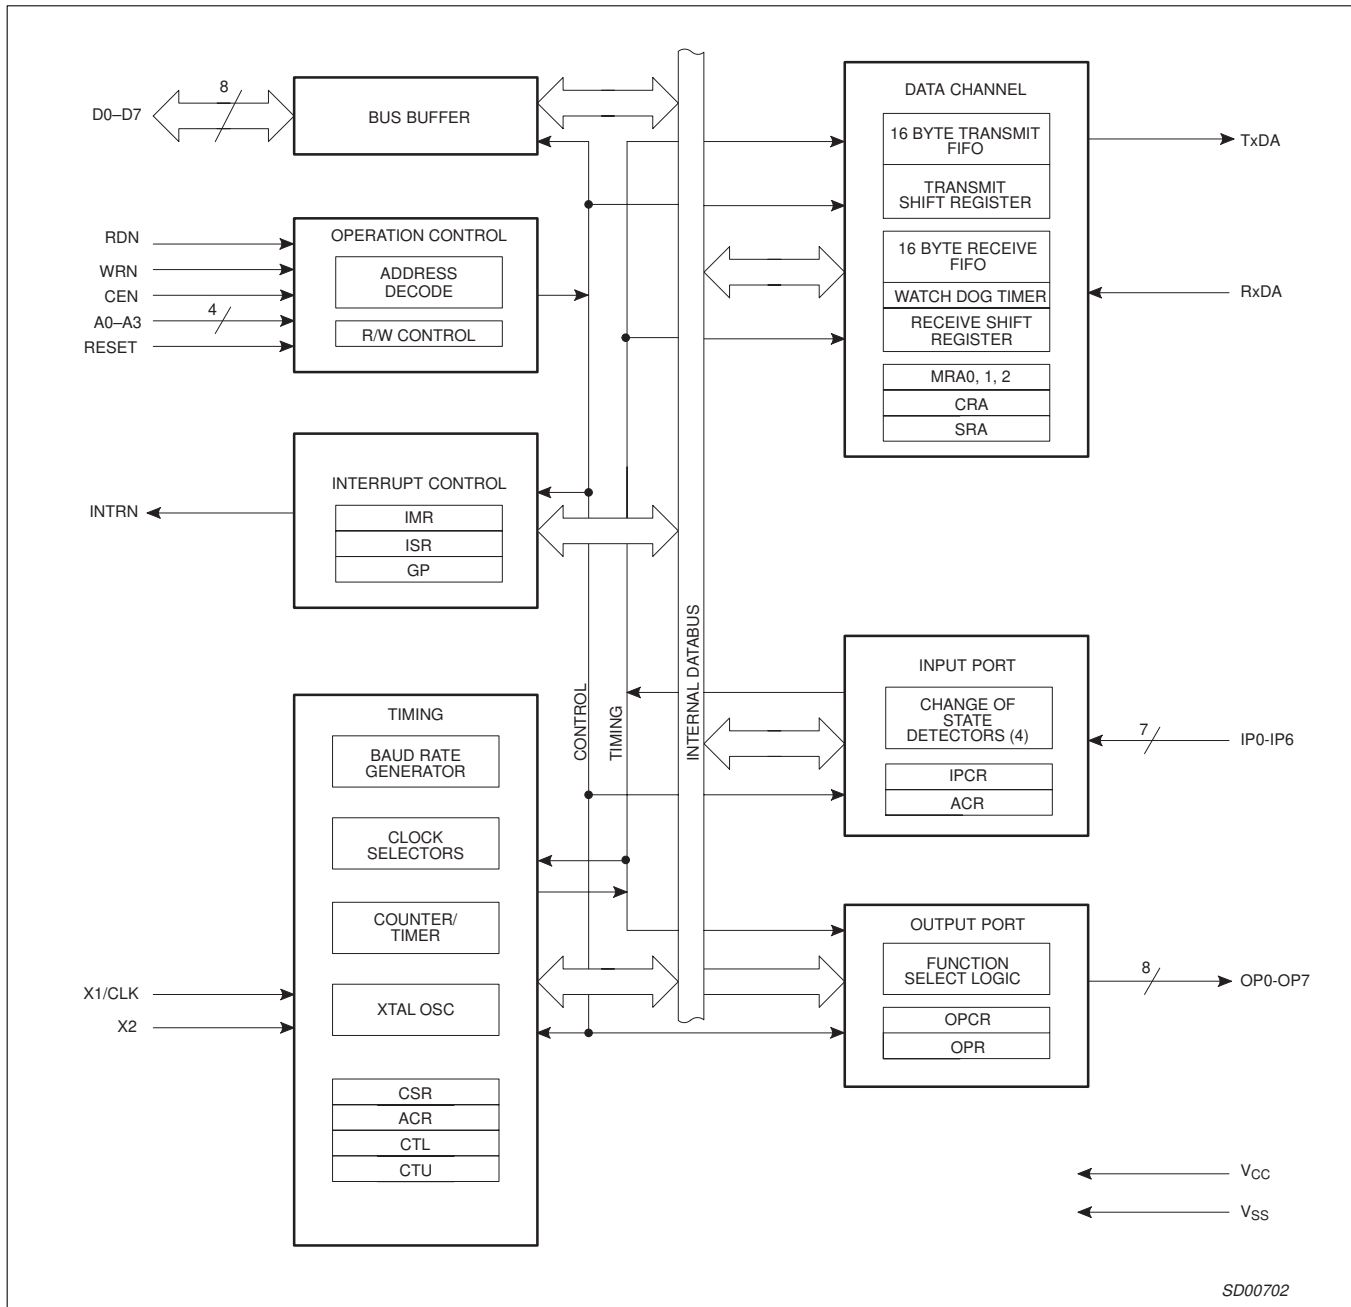 D0–D7
8
BUS BUFFER
RDN
WRN
CEN
A0–A3
4
RESET
OPERATION CONTROL
ADDRESS
DECODE
R/W CONTROL
INTRN
INTERRUPT CONTROL
IMR
ISR
GP
TIMING
BAUD RATE
GENERATOR
CLOCK
SELECTORS
COUNTER/
TIMER
X1/CLK
X2
XTAL OSC
CSR
ACR
CTL
CTU
CONTROL
TIMING
INTERNAL DATABUS
DATA CHANNEL
16 BYTE TRANSMIT
FIFO
TRANSMIT
SHIFT REGISTER
16 BYTE RECEIVE
FIFO
WATCH DOG TIMER
RECEIVE SHIFT
REGISTER
MRA0, 1, 2
CRA
SRA
TxDA
RxDA
INPUT PORT
CHANGE OF
STATE
DETECTORS (4)
IPCR
ACR
7
IP0-IP6
OUTPUT PORT
FUNCTION
SELECT LOGIC
OPCR
OPR
8
OP0-OP7
VCC
VSS
SD00702